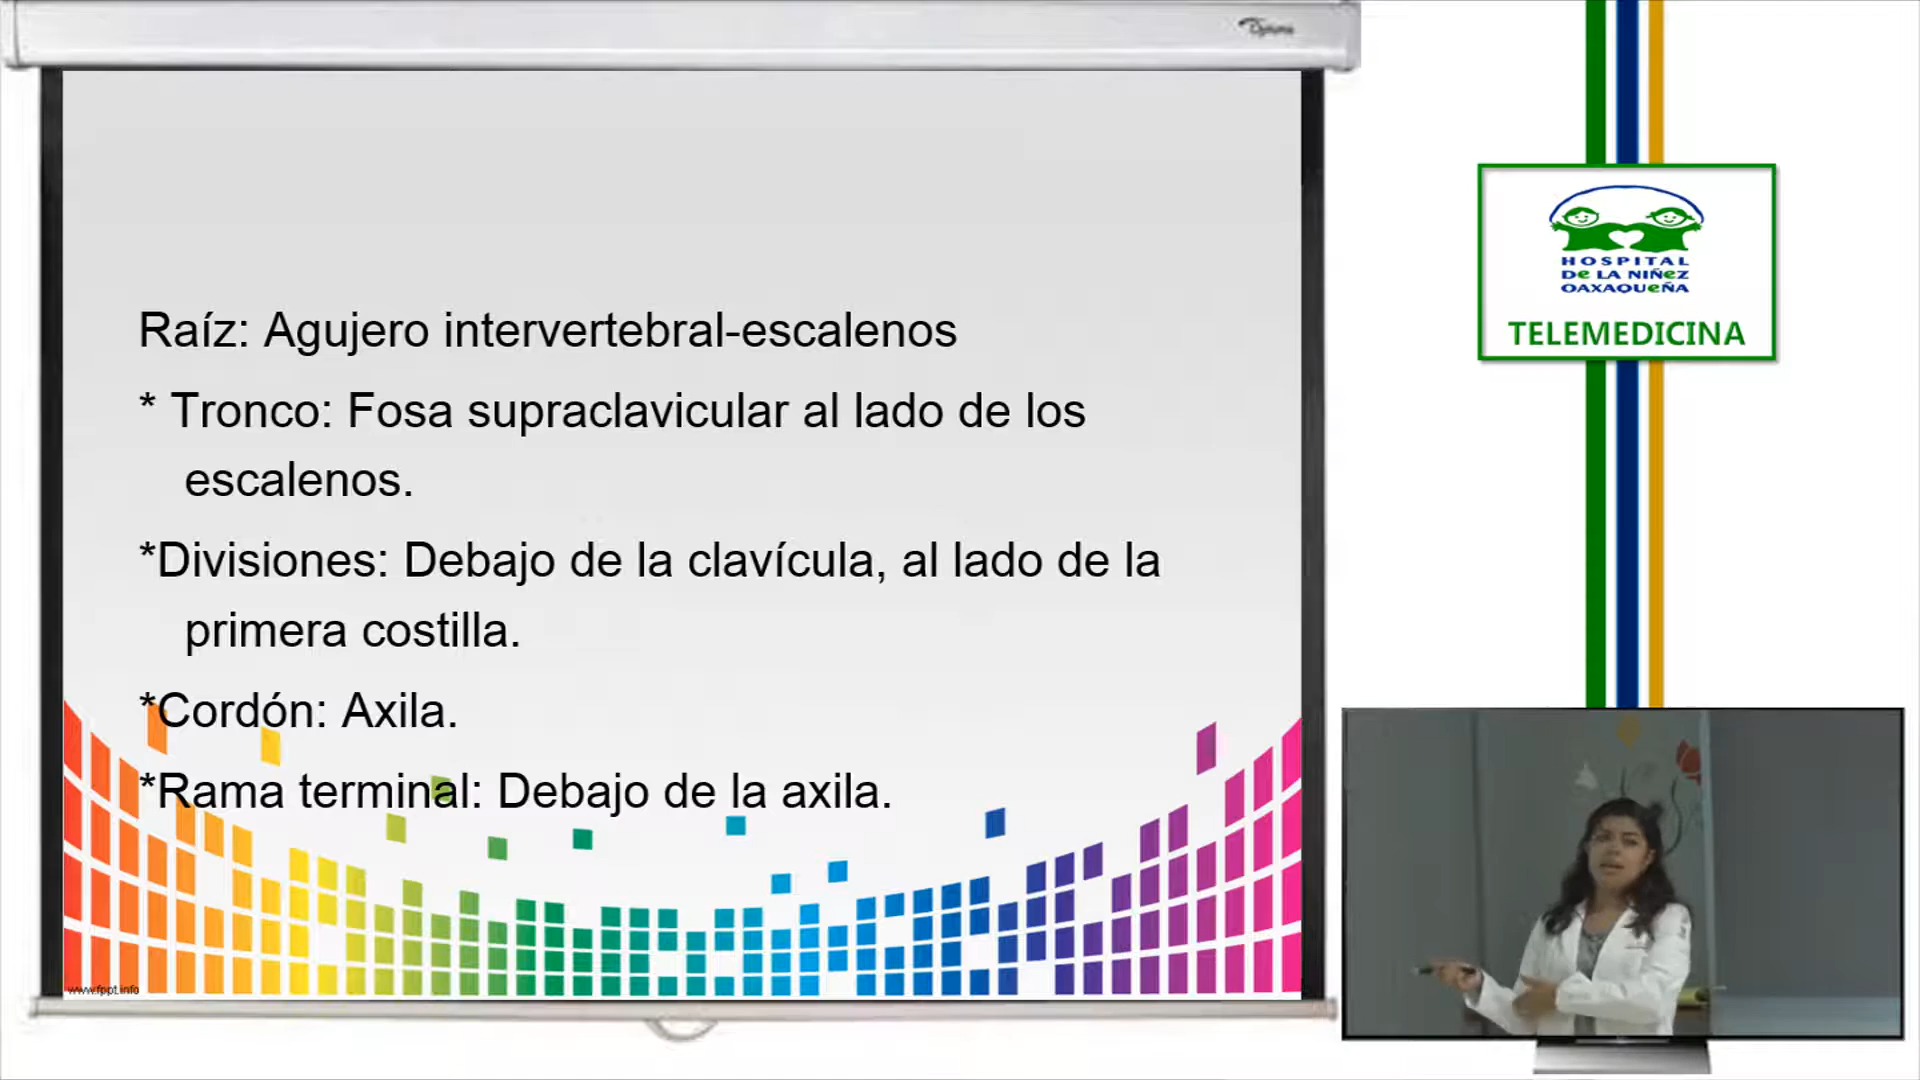 Raíz: Agujero intervertebral-escalenos
* Tronco: Fosa supraclavicular al lado de los
escalenos.
*Divisiones: Debajo de la clavícula, al lado de la
primera costilla.
*Cordón: Axila.
*Rama terminal: Debajo de la axila.
www.fppt.info
HOSPITAL
De LA NIÑeZ
OAXAQUeÑA
TELEMEDICINA